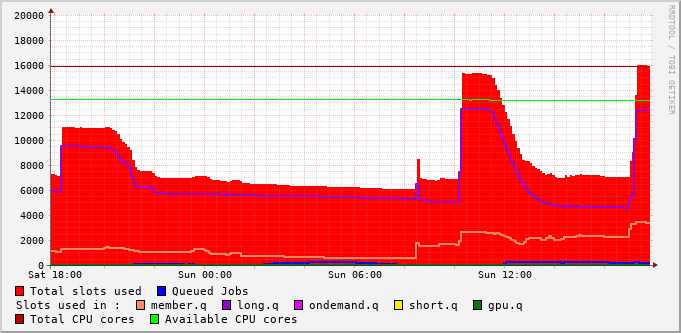 20000
18000
16000
14000
12000
10000
8000
6000
4000
2000
0
Sat 18:00 Sun 00:00 Sun 06:00 Sun 12:00
Total slots used Queued Jobs
Slots used in : member.q long.q ondemand.q short.q gpu.q
Total CPU cores Available CPU cores
RRDTOOL / TOBI OETIKER